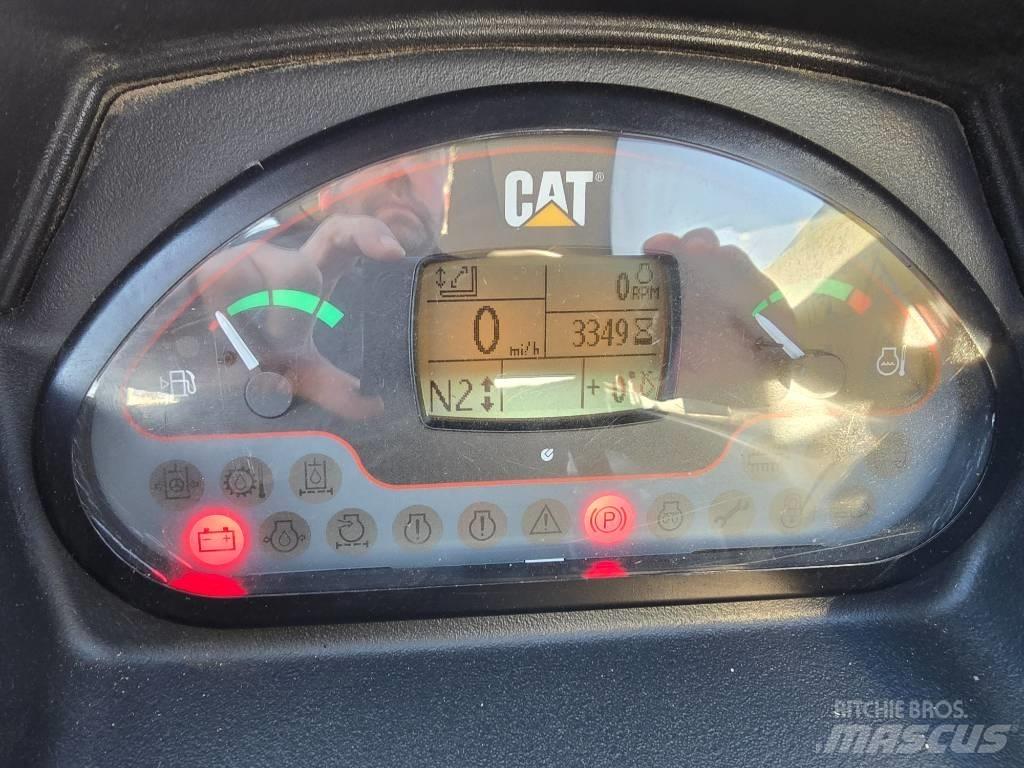 CAT®
0 RPM
0 mi/h
3349
N2
P
RITCHIE BROS.
MASCUS